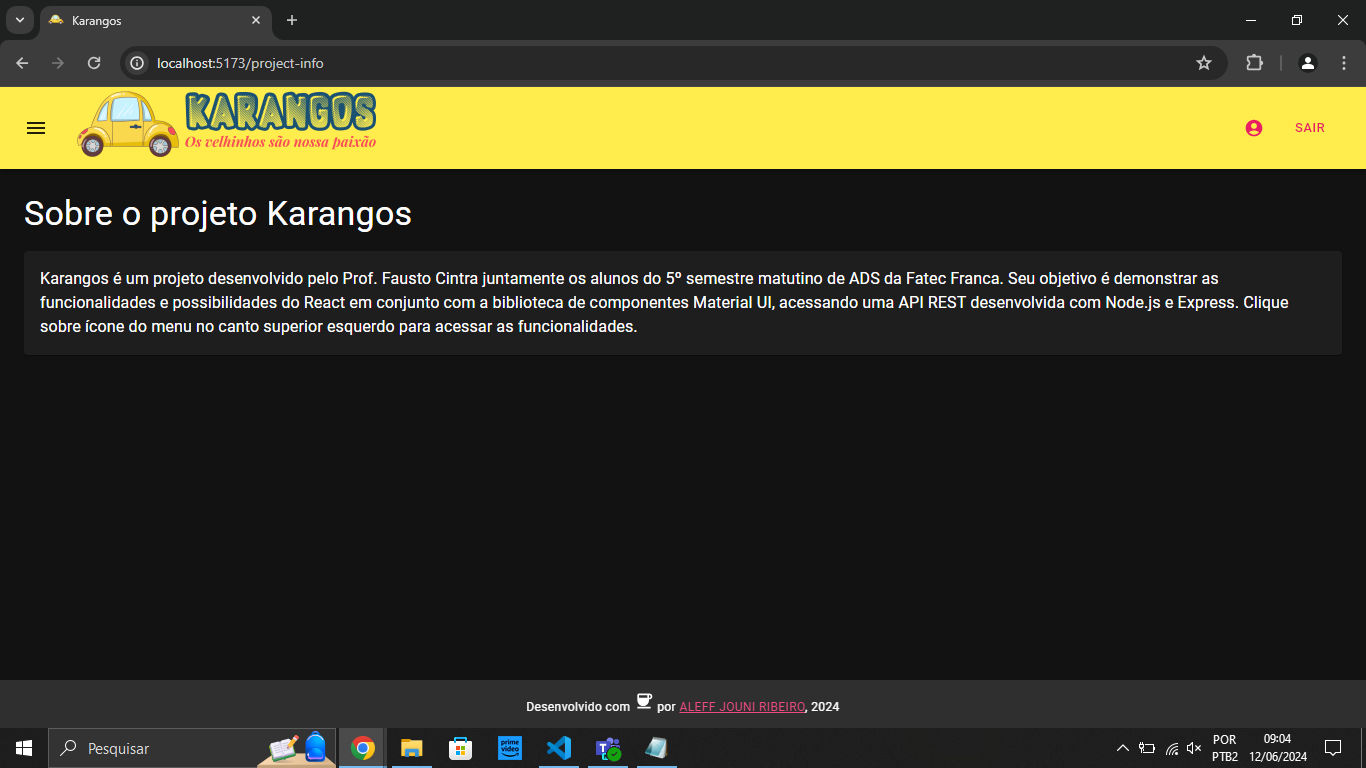 Karangos
localhost:5173/project-info
KARANGOS
Os velhinhos são nossa paixão
SAIR
Sobre o projeto Karangos
Karangos é um projeto desenvolvido pelo Prof. Fausto Cintra juntamente os alunos do 5º semestre matutino de ADS da Fatec Franca. Seu objetivo é demonstrar as
funcionalidades e possibilidades do React em conjunto com a biblioteca de componentes Material UI, acessando uma API REST desenvolvida com Node.js e Express. Clique
sobre ícone do menu no canto superior esquerdo para acessar as funcionalidades.
Desenvolvido com por ALEFF JOUNI RIBEIRO, 2024
Pesquisar
prime video
POR
PTB2
09:04
12/06/2024